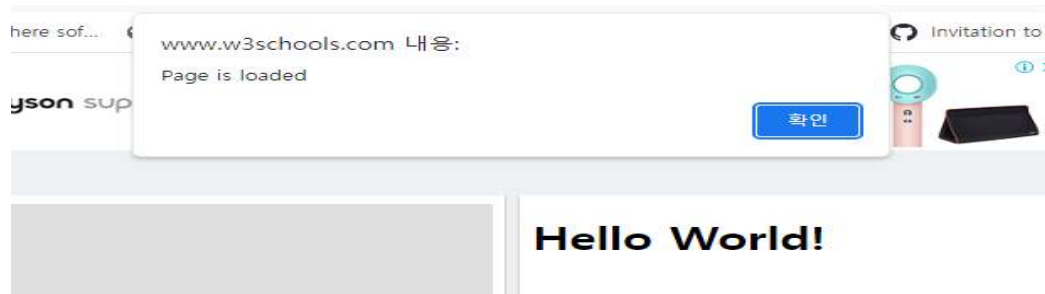 here sof...
Invitation to
www.w3schools.com 내용:
Page is loaded
yson sup
확인
Hello World!